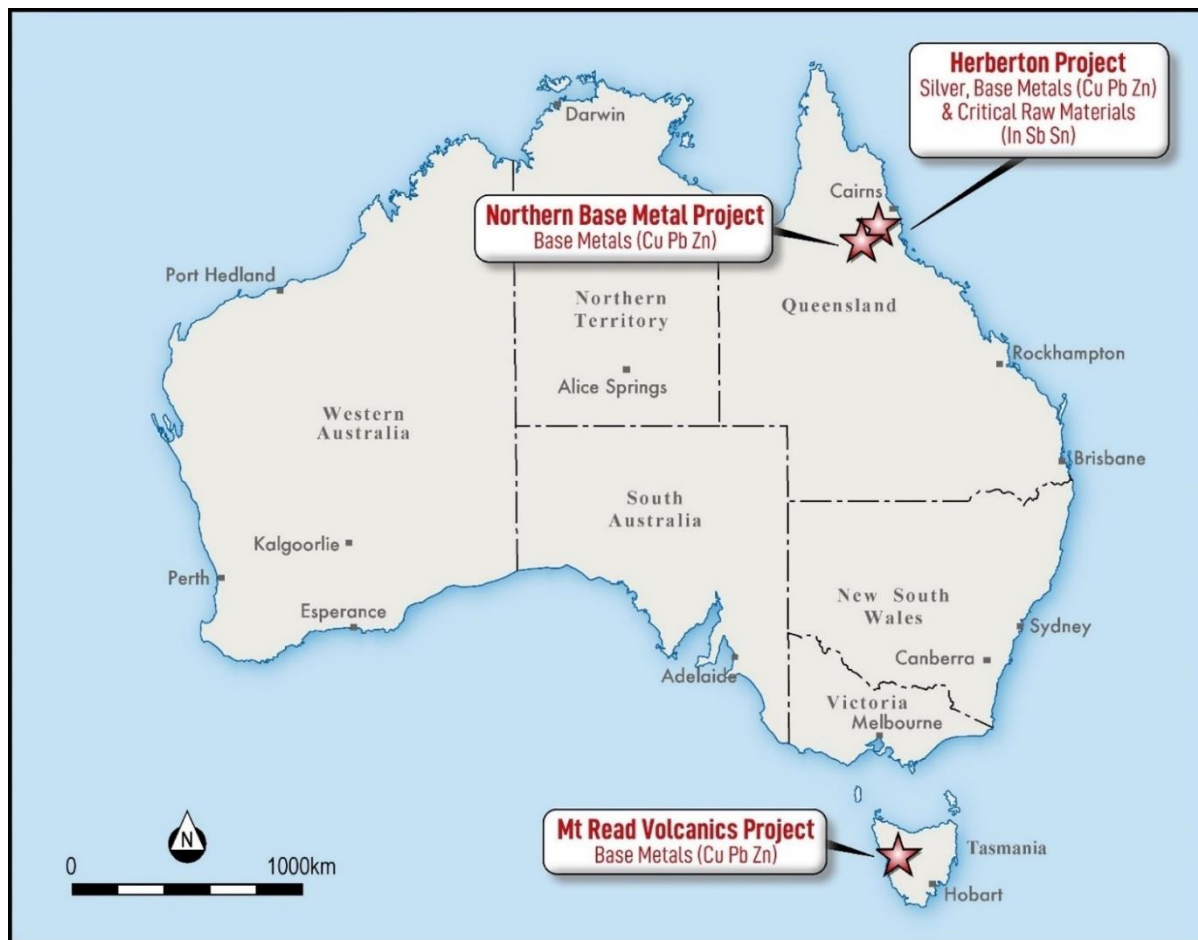 Herberton Project
Silver, Base Metals (Cu Pb Zn)
& Critical Raw Materials
(In Sb Sn)
Darwin
Cairns
Northern Base Metal Project
Base Metals (Cu Pb Zn)
Port Hedland
Northern
Territory
Queensland
Alice Springs
Rockhampton
Western
Australia
Brisbane
South
Australia
Kalgoorlie
Perth
Esperance
New South
Wales
Sydney
Canberra
Adelaide
Victoria
Melbourne
Mt Read Volcanics Project
Base Metals (Cu Pb Zn)
Tasmania
Hobart
N
0
1000km